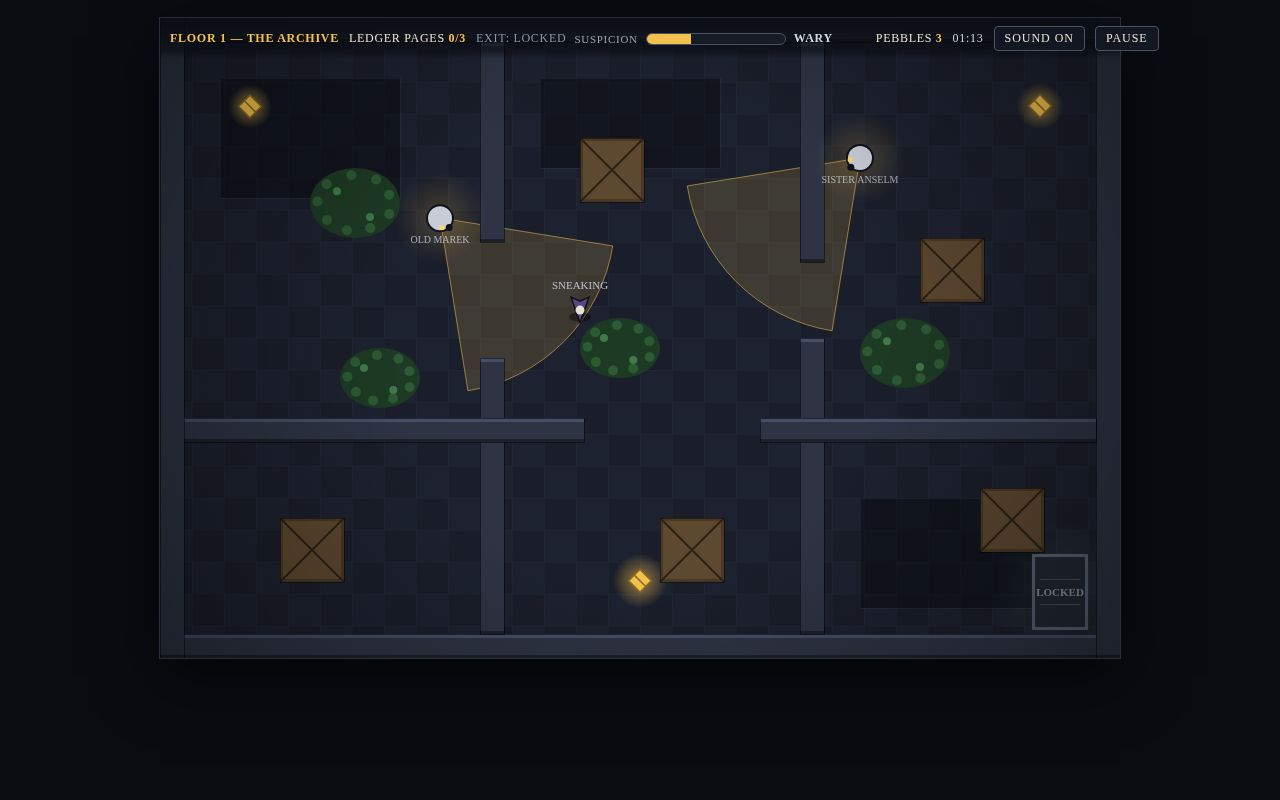 FLOOR 1 — THE ARCHIVE LEDGER PAGES 0/3 EXIT: LOCKED SUSPICION WARY PEBBLES 3 01:13 SOUND ON PAUSE
SISTER ANSELM
OLD MAREK
SNEAKING
LOCKED